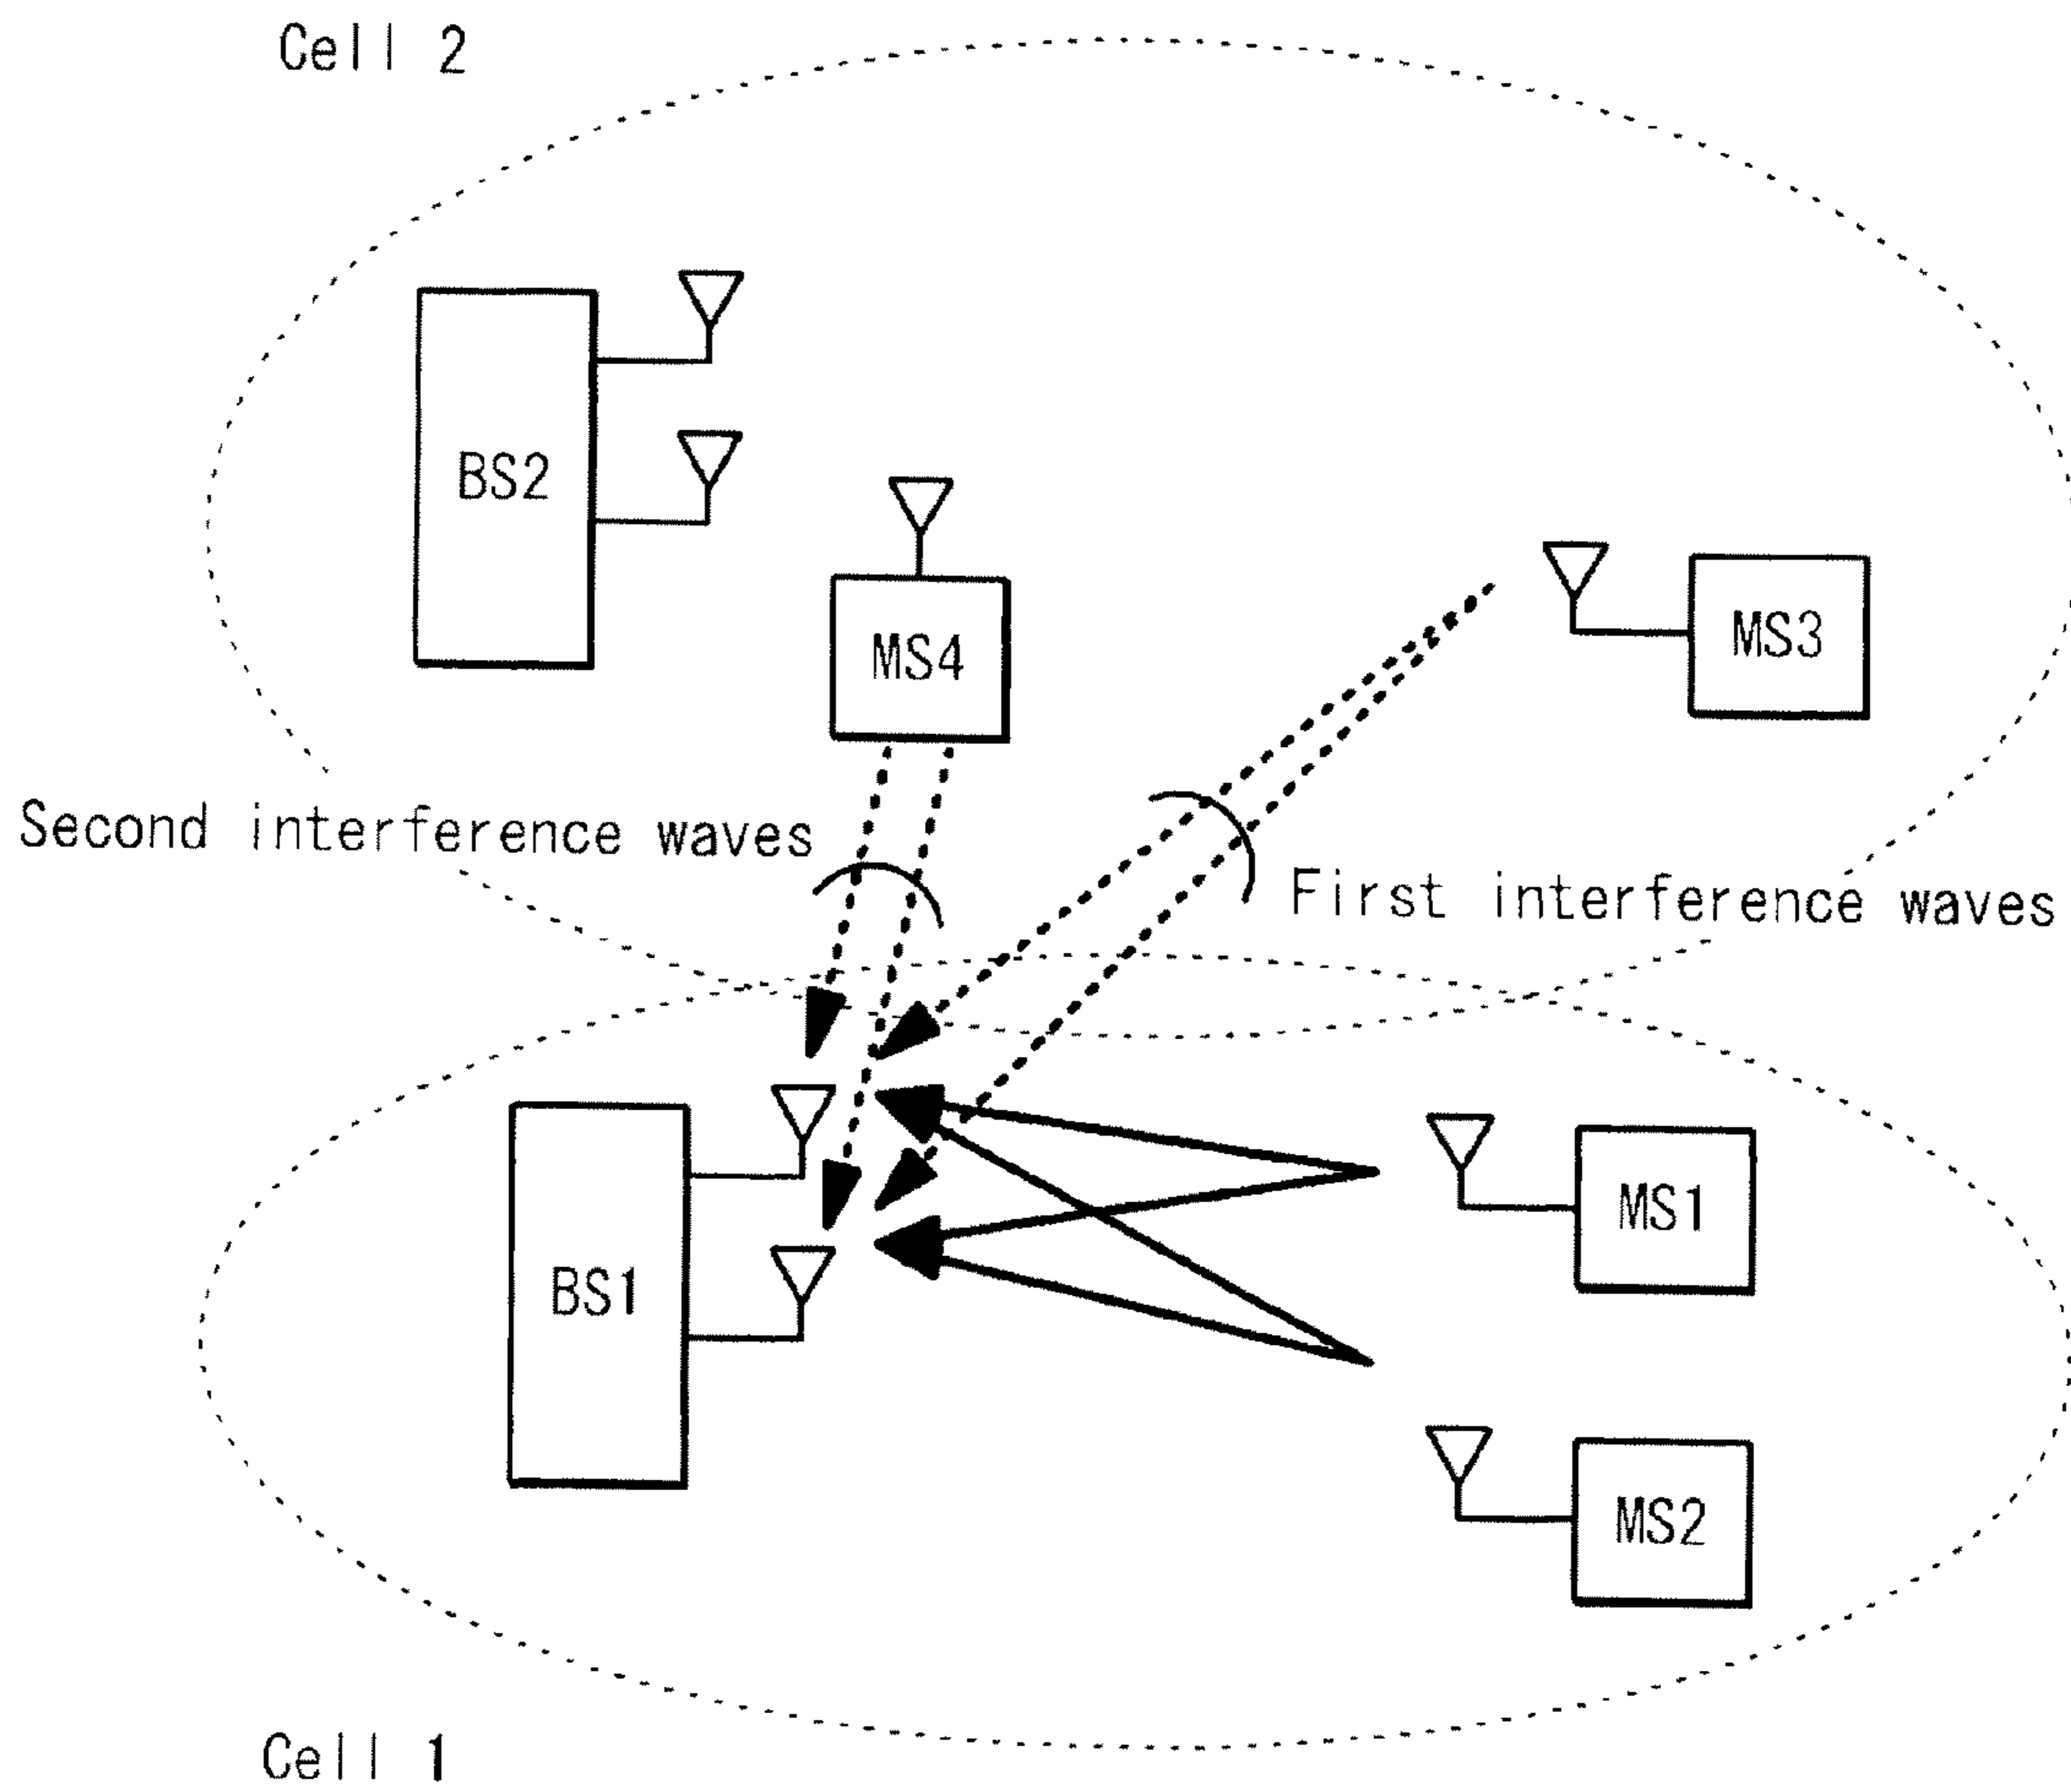 Cell 2
BS2
MS4
MS3
Second interference waves
First interference waves
BS1
MS1
MS2
Cell 1